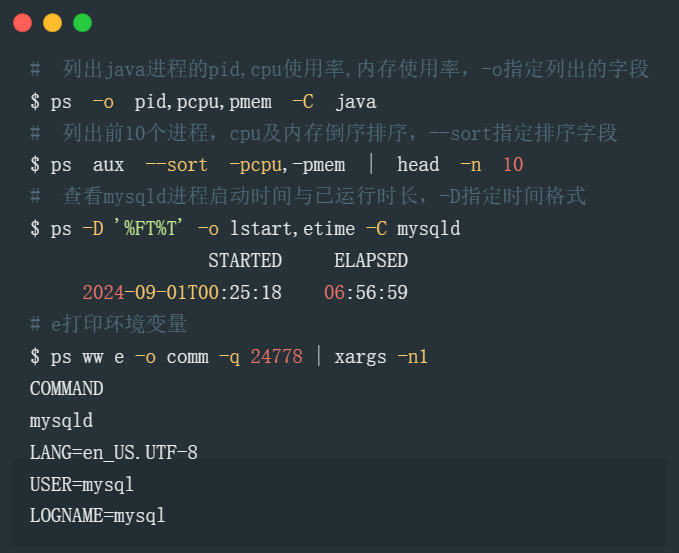 #  列出java进程的pid,cpu使用率,内存使用率，-o指定列出的字段
$ ps  -o  pid,pcpu,pmem  -C  java
#  列出前10个进程，cpu及内存倒序排序，--sort指定排序字段
$ ps  aux  --sort  -pcpu,-pmem  |  head  -n  10
#  查看mysqld进程启动时间与已运行时长，-D指定时间格式
$ ps -D '%FT%T' -o lstart,etime -C mysqld
                 STARTED     ELAPSED
     2024-09-01T00:25:18    06:56:59
# e打印环境变量
$ ps ww e -o comm -q 24778 | xargs -n1
COMMAND
mysqld
LANG=en_US.UTF-8
USER=mysql
LOGNAME=mysql